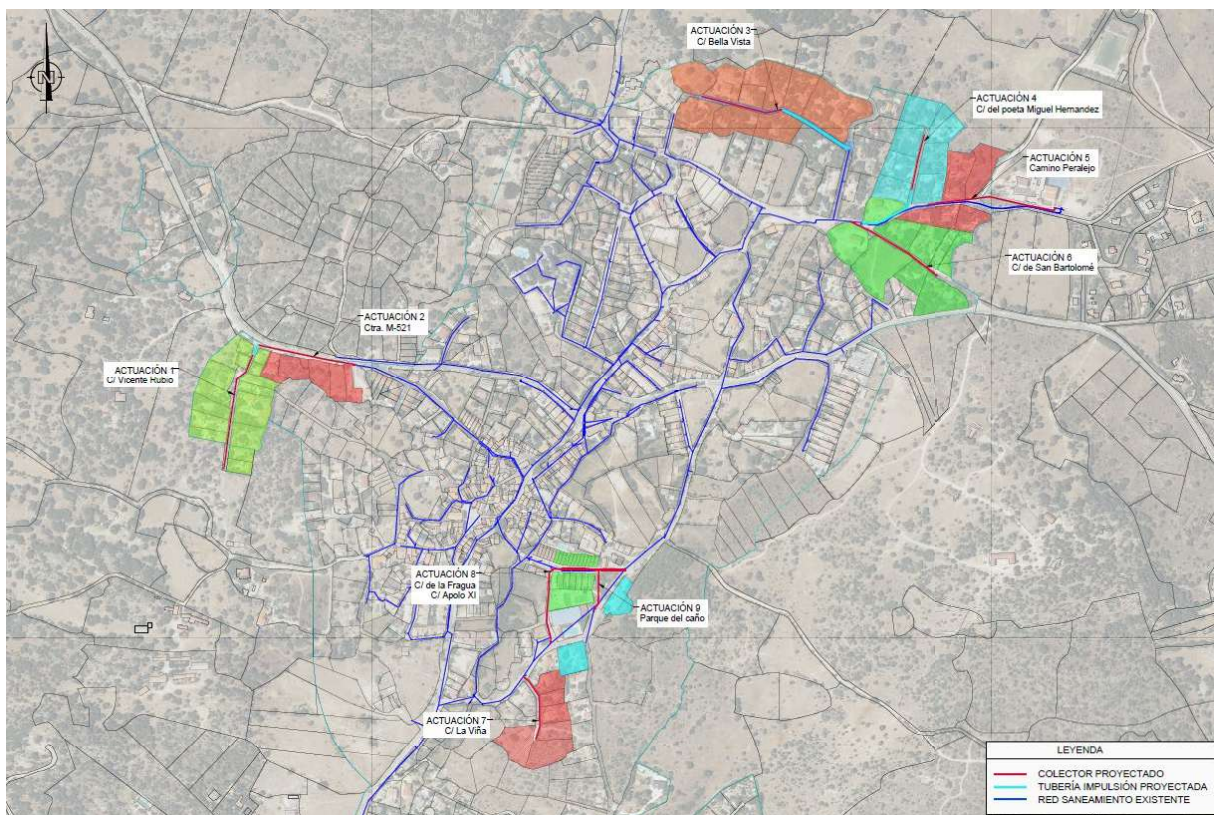 N
ACTUACIÓN 3
C/ Bella Vista
ACTUACIÓN 4
C/ del poeta Miguel Hernandez
ACTUACIÓN 5
Camino Peralejo
ACTUACIÓN 6
C/ de San Bartolomé
ACTUACIÓN 2
Ctra. M-521
ACTUACIÓN 1
C/ Vicente Rubio
ACTUACIÓN 8
C/ de la Fragua
C/ Apolo XI
ACTUACIÓN 9
Parque del caño
ACTUACIÓN 7
C/ La Viña
LEYENDA
COLECTOR PROYECTADO
TUBERÍA IMPULSIÓN PROYECTADA
RED SANEAMIENTO EXISTENTE